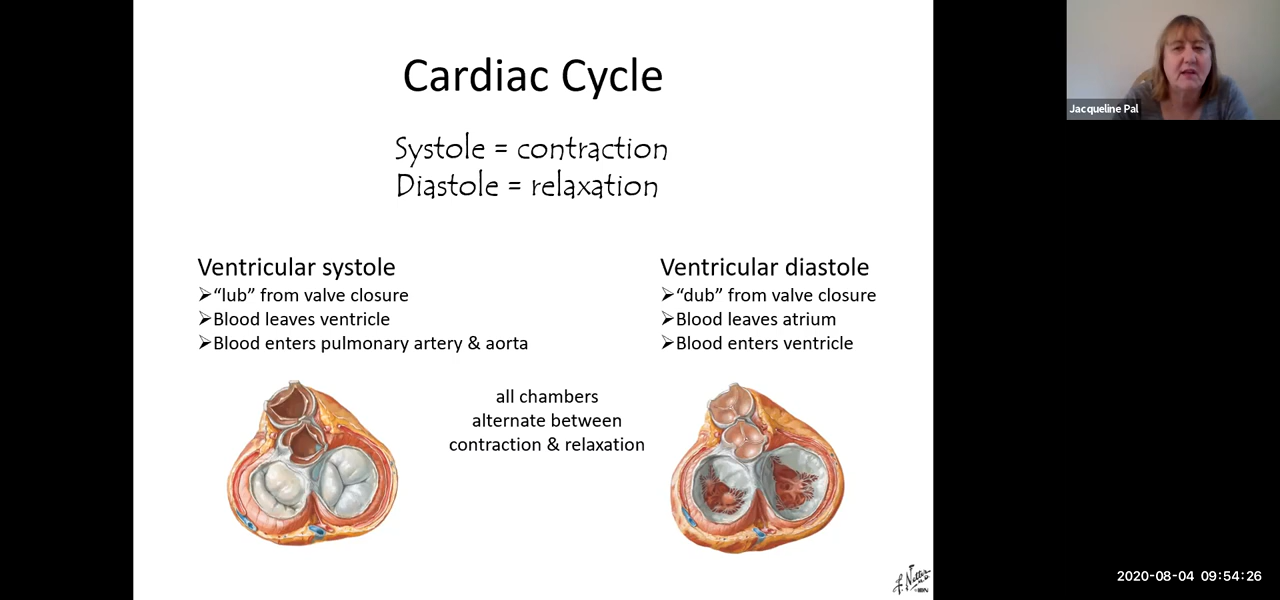 Cardiac Cycle
Systole = contraction
Diastole = relaxation
Ventricular systole
➢“lub” from valve closure
➢Blood leaves ventricle
➢Blood enters pulmonary artery & aorta
Ventricular diastole
➢“dub” from valve closure
➢Blood leaves atrium
➢Blood enters ventricle
all chambers
alternate between
contraction & relaxation
Jacqueline Pal
2020-08-04 09:54:26